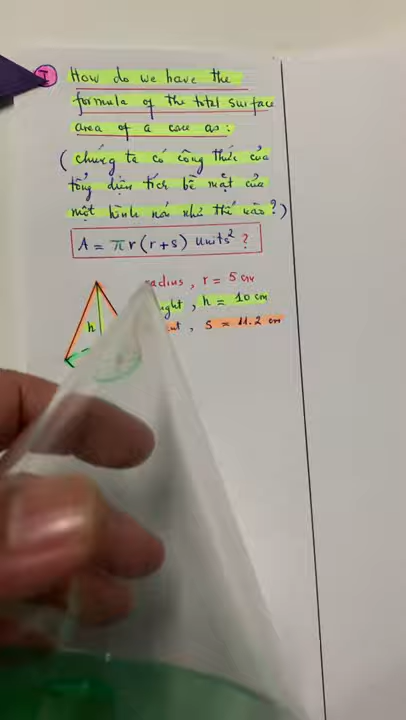 I How do we have the
formula of the total surface
area of a cone as:
(chúng ta có công thức của
tổng diện tích bề mặt của
một hình nón như thế nào?)
A = πr(r+s) units² ?
radius, r = 5 cm
h = 10 cm
h
s ≈ 11.2 cm